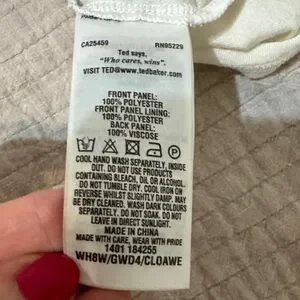 CA25459 RN95229
Ted says,
"Who cares, wins".
VISIT TED@www.tedbaker.com
FRONT PANEL:
100% POLYESTER
FRONT PANEL LINING:
100% POLYESTER
BACK PANEL:
100% VISCOSE
COOL HAND WASH SEPARATELY, INSIDE
OUT. DO NOT USE PRODUCTS
CONTAINING BLEACH, OIL OR ALCOHOL.
DO NOT TUMBLE DRY. COOL IRON ON
REVERSE WHILST SLIGHTLY DAMP. MAY
BE DRY CLEANED. WASH DARK COLOURS
SEPARATELY. DO NOT SOAK. DO NOT
LEAVE IN DIRECT SUNLIGHT.
MADE IN CHINA
MADE WITH CARE, WEAR WITH PRIDE
1401 184255
WH8W/GWD4/CLOAWE